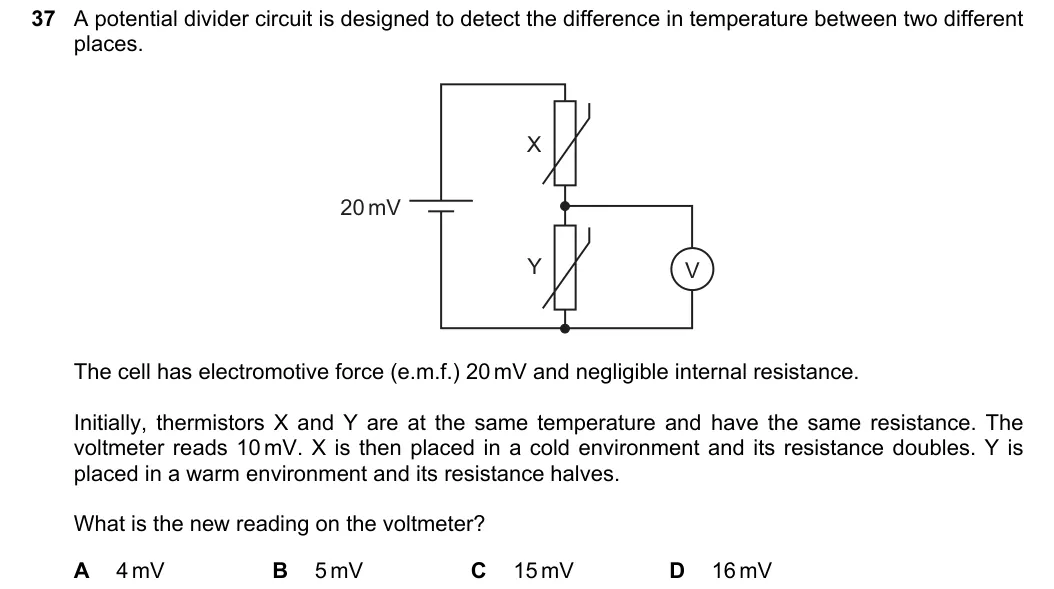 37 A potential divider circuit is designed to detect the difference in temperature between two different
places.
X
20 mV
Y
V
The cell has electromotive force (e.m.f.) 20 mV and negligible internal resistance.
Initially, thermistors X and Y are at the same temperature and have the same resistance. The
voltmeter reads 10 mV. X is then placed in a cold environment and its resistance doubles. Y is
placed in a warm environment and its resistance halves.
What is the new reading on the voltmeter?
A 4 mV B 5 mV C 15 mV D 16 mV